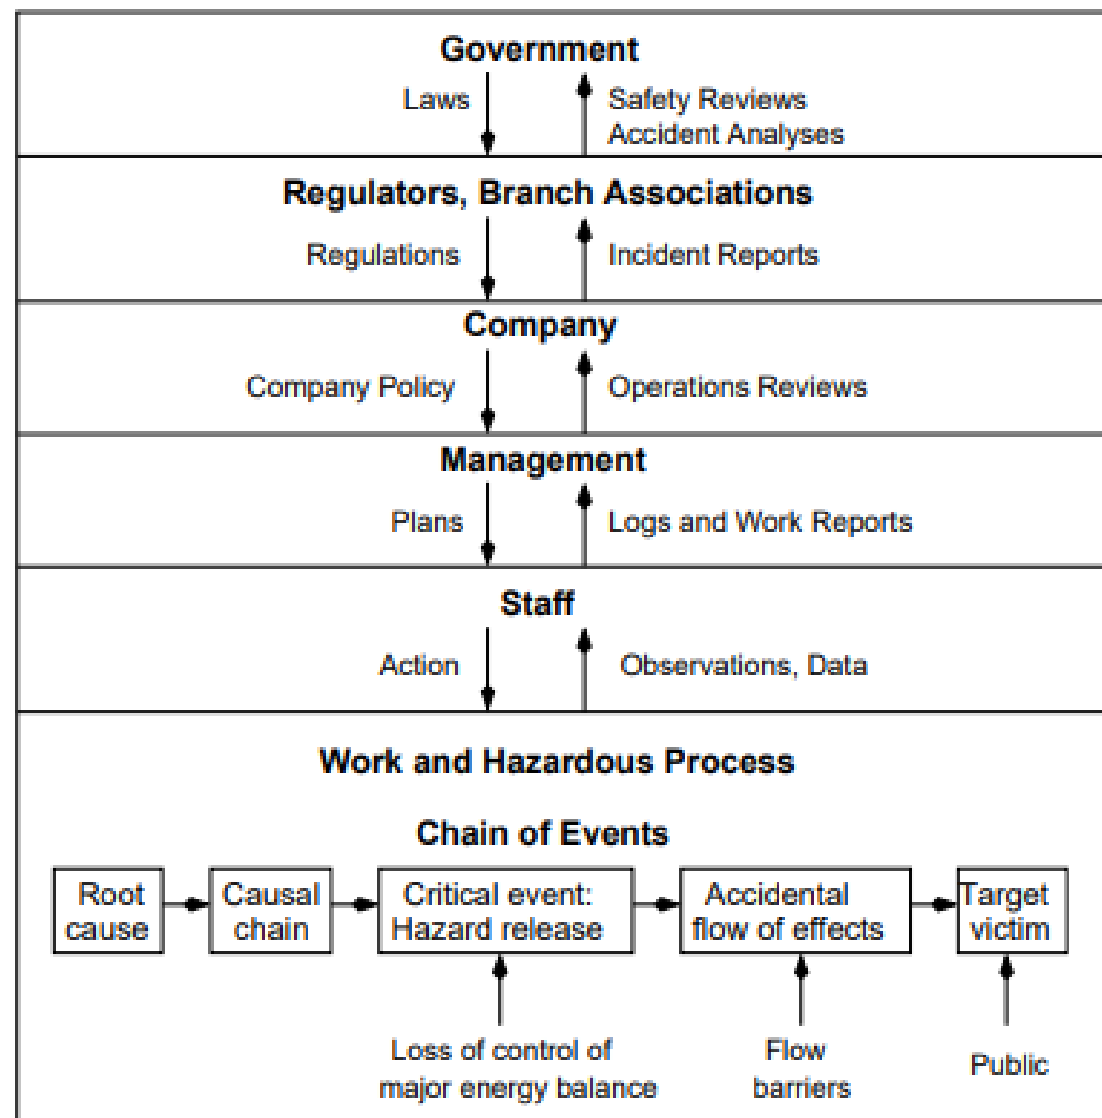 Government
Laws
Safety Reviews
Accident Analyses
Regulators, Branch Associations
Regulations
Incident Reports
Company
Company Policy
Operations Reviews
Management
Plans
Logs and Work Reports
Staff
Action
Observations, Data
Work and Hazardous Process
Chain of Events
Root
cause
Causal
chain
Critical event:
Hazard release
Accidental
flow of effects
Target
victim
Loss of control of
major energy balance
Flow
barriers
Public